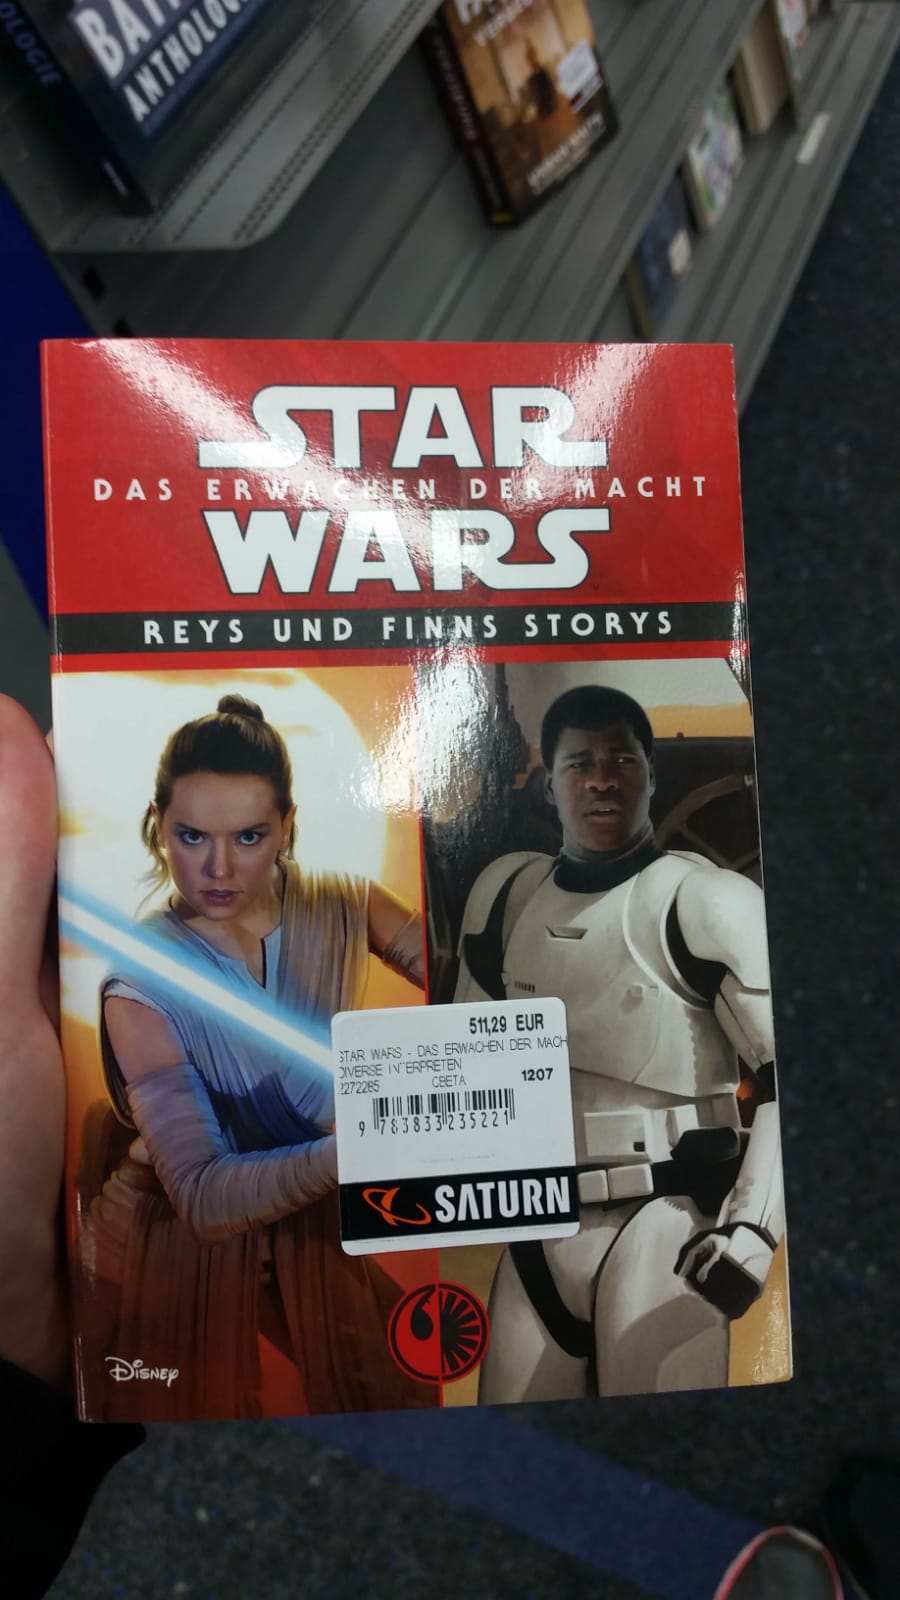 ANTHOLOGIE
STAR
DAS ERWACHEN DER MACHT
WARS
REYS UND FINNS STORYS
511,29 EUR
STAR WARS - DAS ERWACHEN DER MACH
DIVERSE INTERPRETEN
2272285 CBETA 1207
9 783833 235221
SATURN
Disney